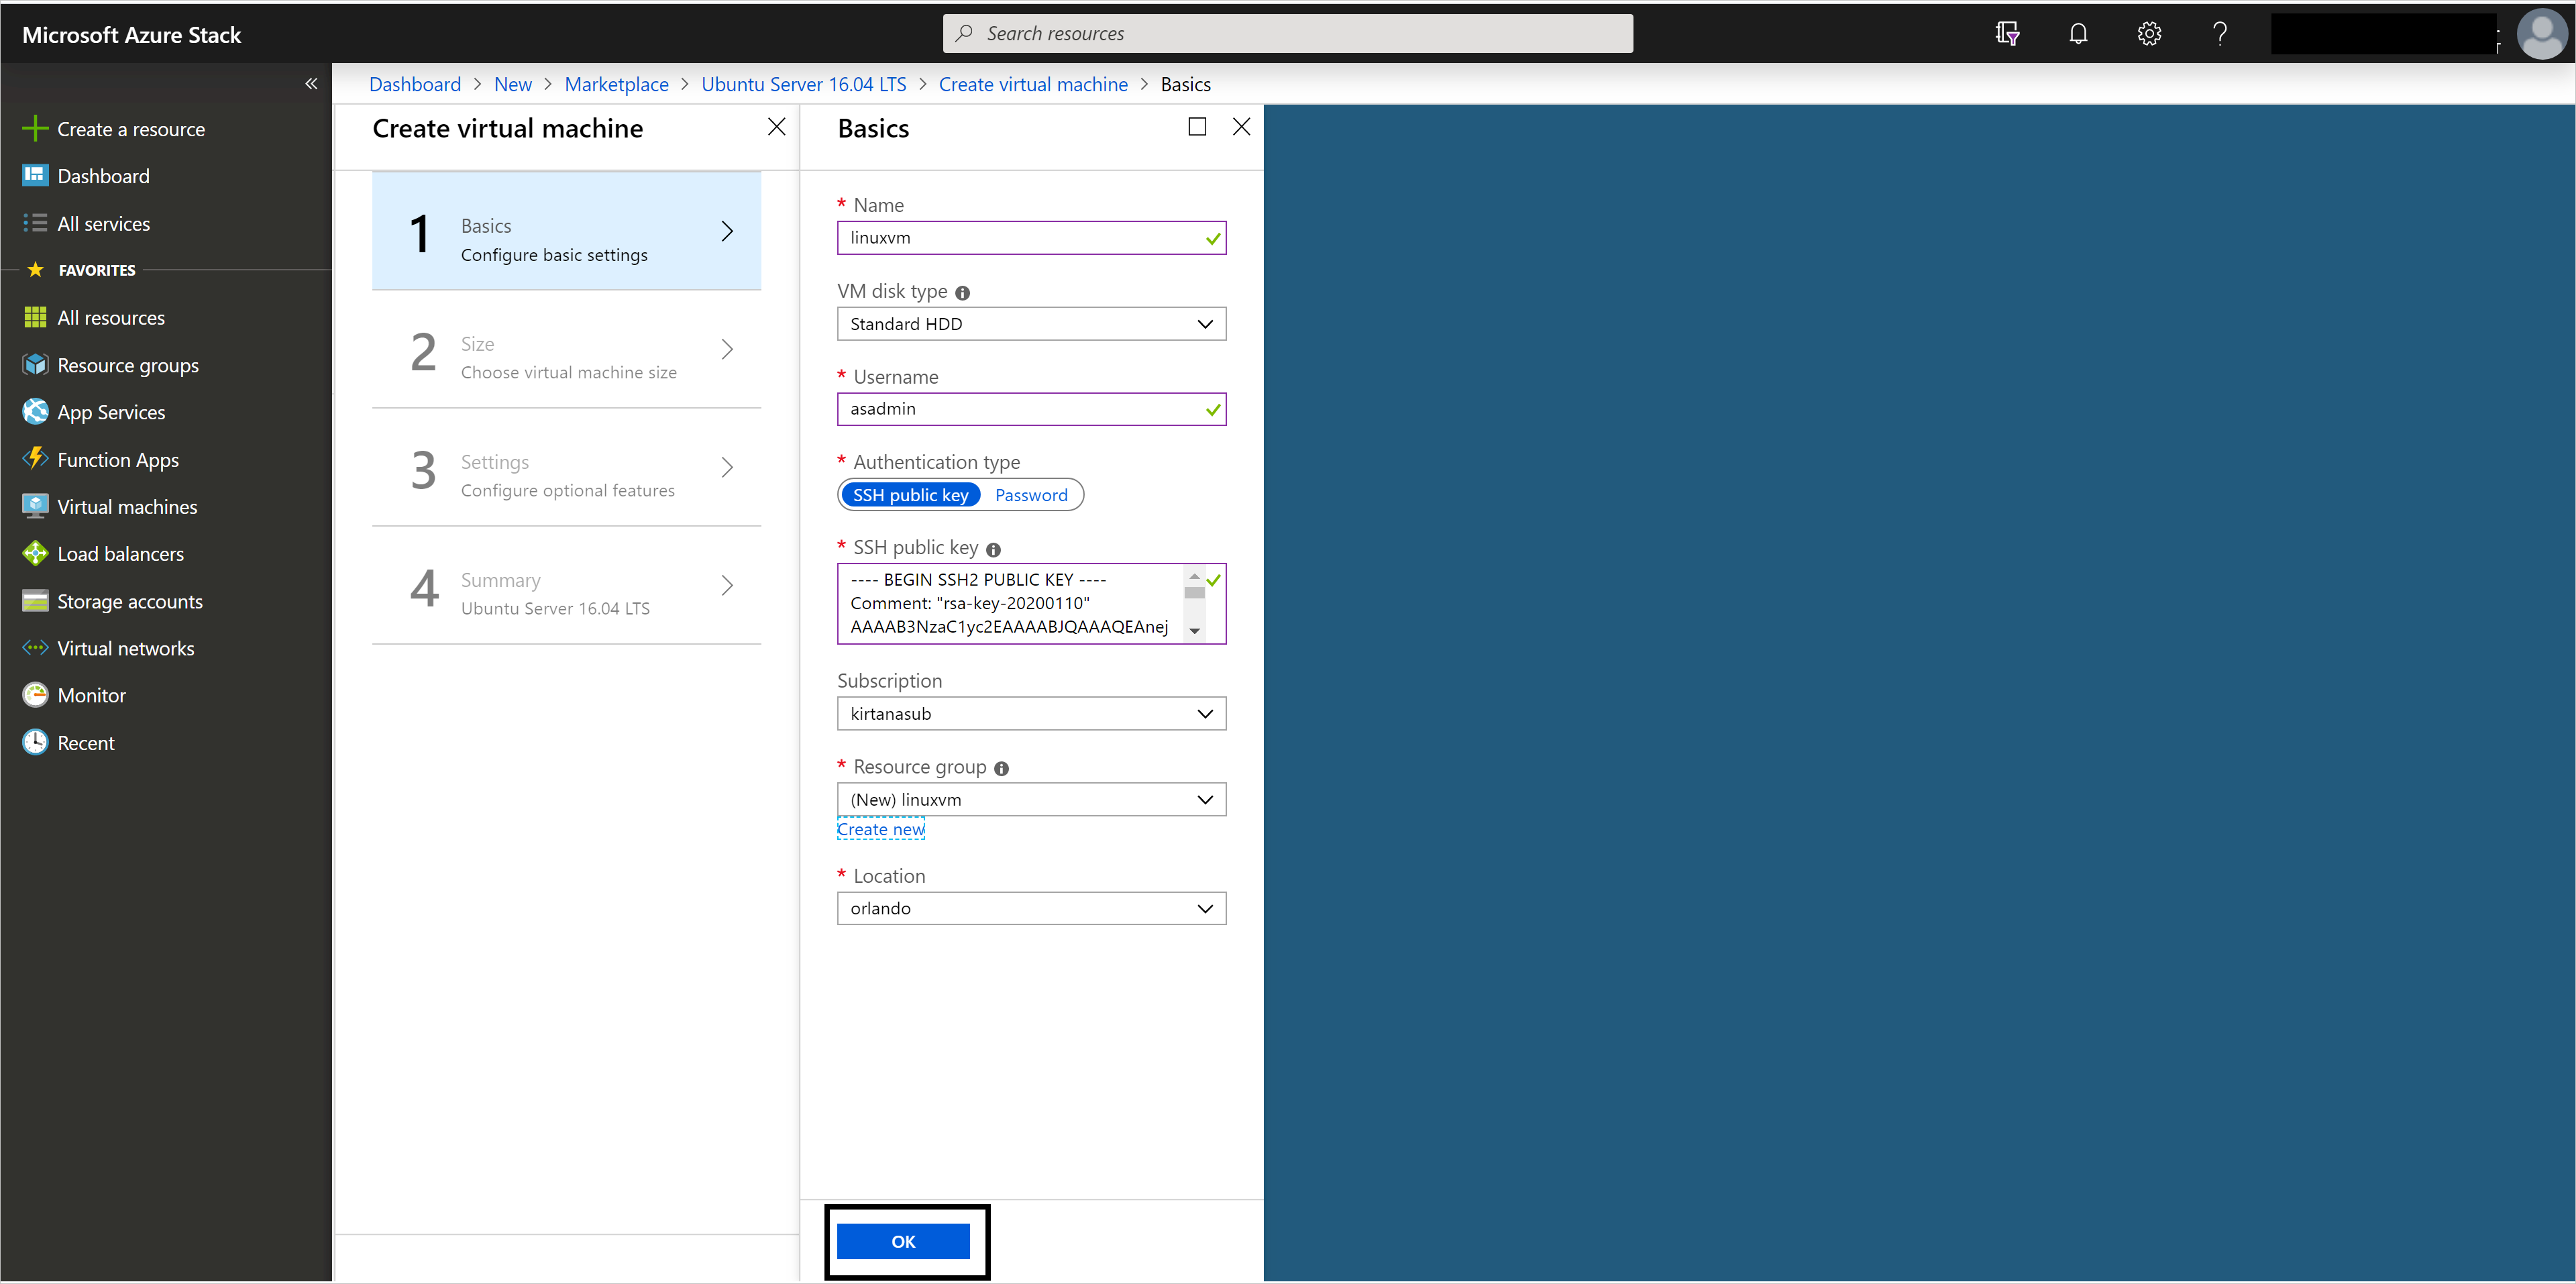 Microsoft Azure Stack
Search resources
Dashboard > New > Marketplace > Ubuntu Server 16.04 LTS > Create virtual machine > Basics
Create a resource
Dashboard
All services
FAVORITES
All resources
Resource groups
App Services
Function Apps
Virtual machines
Load balancers
Storage accounts
Virtual networks
Monitor
Recent
Create virtual machine
1
Basics
Configure basic settings
2
Size
Choose virtual machine size
3
Settings
Configure optional features
4
Summary
Ubuntu Server 16.04 LTS
Basics
* Name
linuxvm
VM disk type
Standard HDD
* Username
asadmin
* Authentication type
SSH public key Password
* SSH public key
---- BEGIN SSH2 PUBLIC KEY ----
Comment: "rsa-key-20200110"
AAAAB3NzaC1yc2EAAAABJQAAAQEAnej
Subscription
kirtanasub
* Resource group
(New) linuxvm
Create new
* Location
orlando
OK